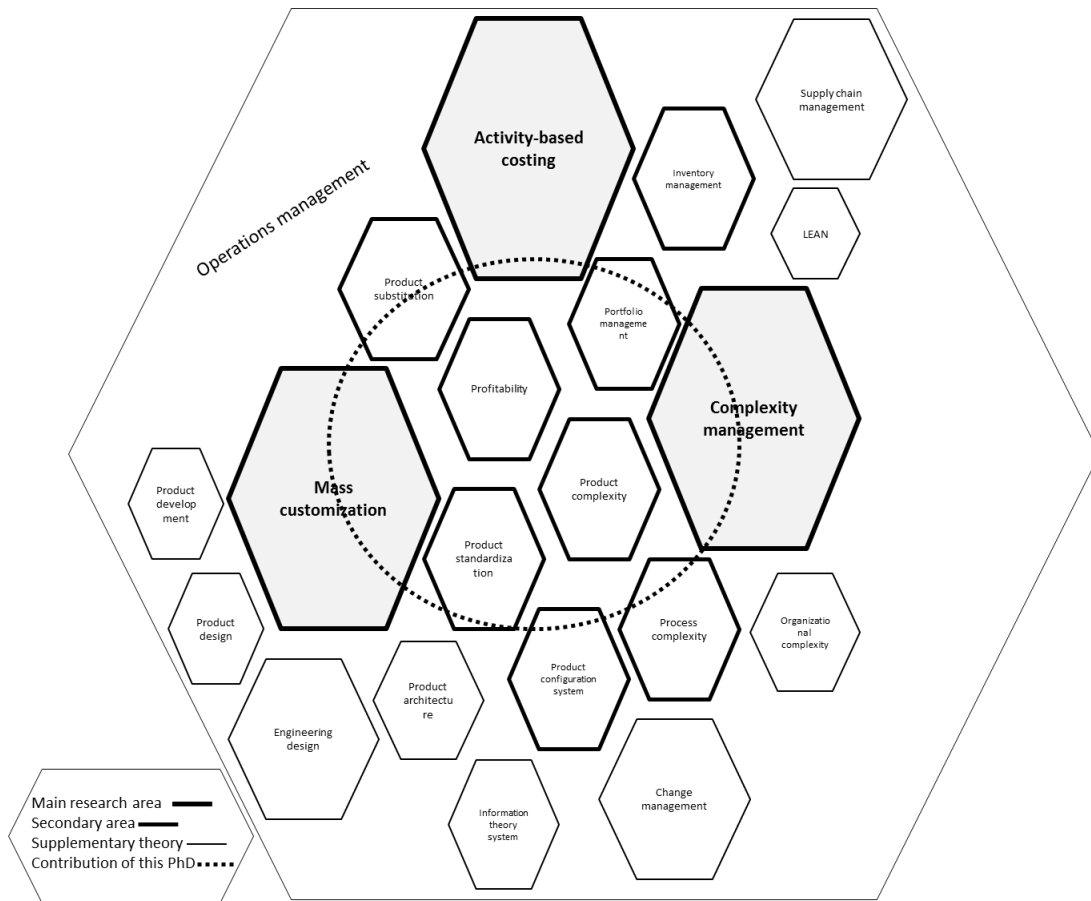 Activity-based
costing
Supply chain
management
Inventory
management
LEAN
Operations management
Product
substitution
Portfolio
manageme
nt
Profitability
Complexity
management
Mass
customization
Product
complexity
Product
develop
ment
Product
standardiza
tion
Product
design
Process
complexity
Organizatio
nal
complexity
Product
configuration
system
Product
architectu
re
Engineering
design
Change
management
Information
theory
system
Main research area
Secondary area
Supplementary theory
Contribution of this PhD